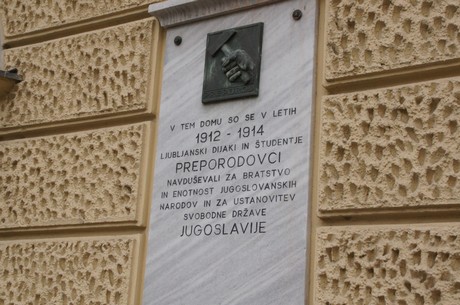 V TEM DOMU SO SE V LETIH
1912 - 1914
LJUBLJANSKI DIJAKI IN ŠTUDENTJE
PREPORODOVCI
NAVDUŠEVALI ZA BRATSTVO
IN ENOTNOST JUGOSLOVANSKIH
NARODOV IN ZA USTANOVITEV
SVOBODNE DRŽAVE
JUGOSLAVIJE